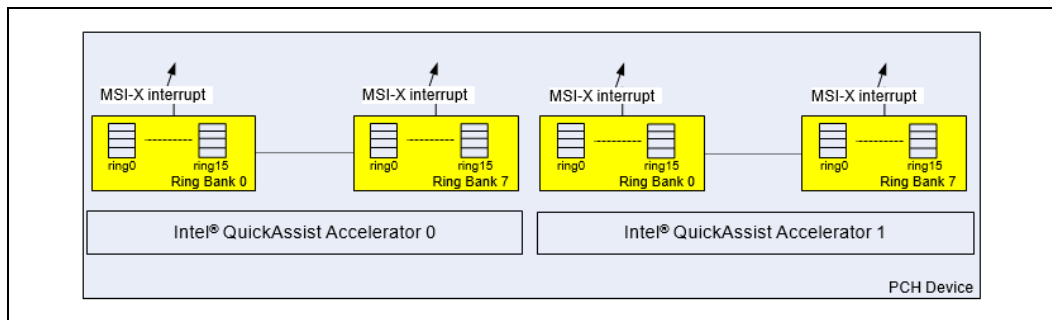 MSI-X interrupt
MSI-X interrupt
MSI-X interrupt
MSI-X interrupt
ring0
ring15
Ring Bank 0
ring0
ring15
Ring Bank 7
ring0
ring15
Ring Bank 0
ring0
ring15
Ring Bank 7
Intel® QuickAssist Accelerator 0
Intel® QuickAssist Accelerator 1
PCH Device